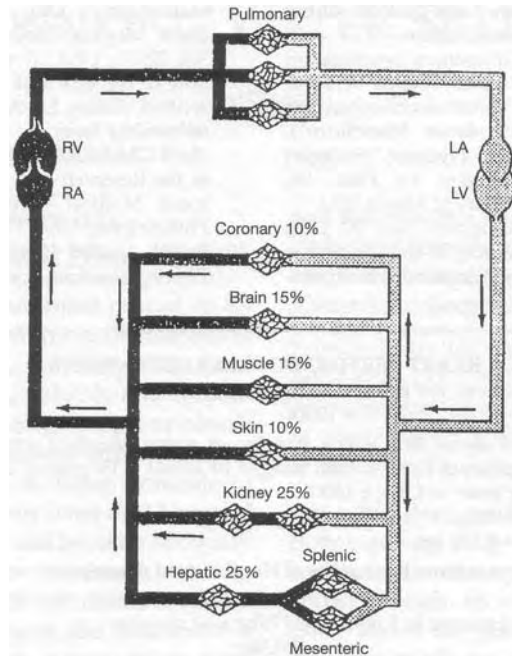 Pulmonary
RV
RA
LA
LV
Coronary 10%
Brain 15%
Muscle 15%
Skin 10%
Kidney 25%
Splenic
Hepatic 25%
Mesenteric